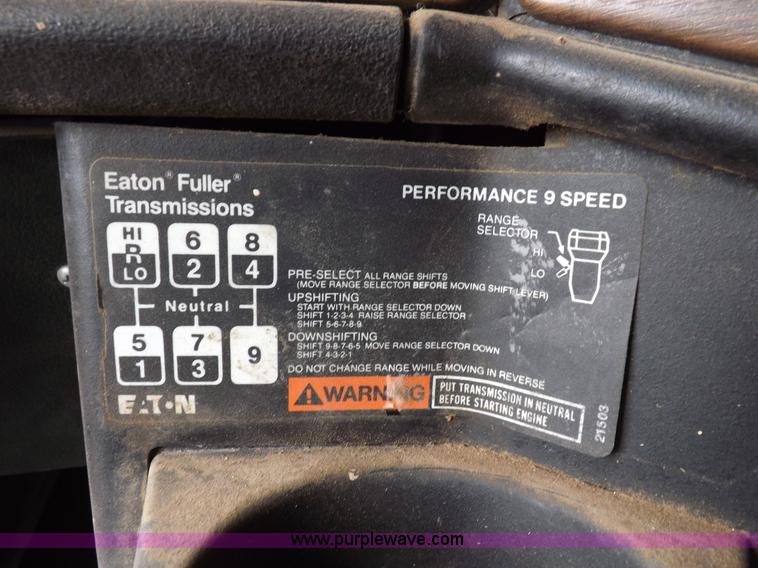 Eaton® Fuller®
Transmissions
PERFORMANCE 9 SPEED
RANGE
SELECTOR
HI
LO
HI
R
LO
6
2
8
4
Neutral
5
1
7
3
9
PRE-SELECT ALL RANGE SHIFTS
(MOVE RANGE SELECTOR BEFORE MOVING SHIFT LEVER)
UPSHIFTING
START WITH RANGE SELECTOR DOWN
SHIFT 1-2-3-4 RAISE RANGE SELECTOR
SHIFT 5-6-7-8-9
DOWNSHIFTING
SHIFT 9-8-7-6-5 MOVE RANGE SELECTOR DOWN
SHIFT 4-3-2-1
DO NOT CHANGE RANGE WHILE MOVING IN REVERSE
WARNING
PUT TRANSMISSION IN NEUTRAL
BEFORE STARTING ENGINE
EATON
21503
www.purplewave.com